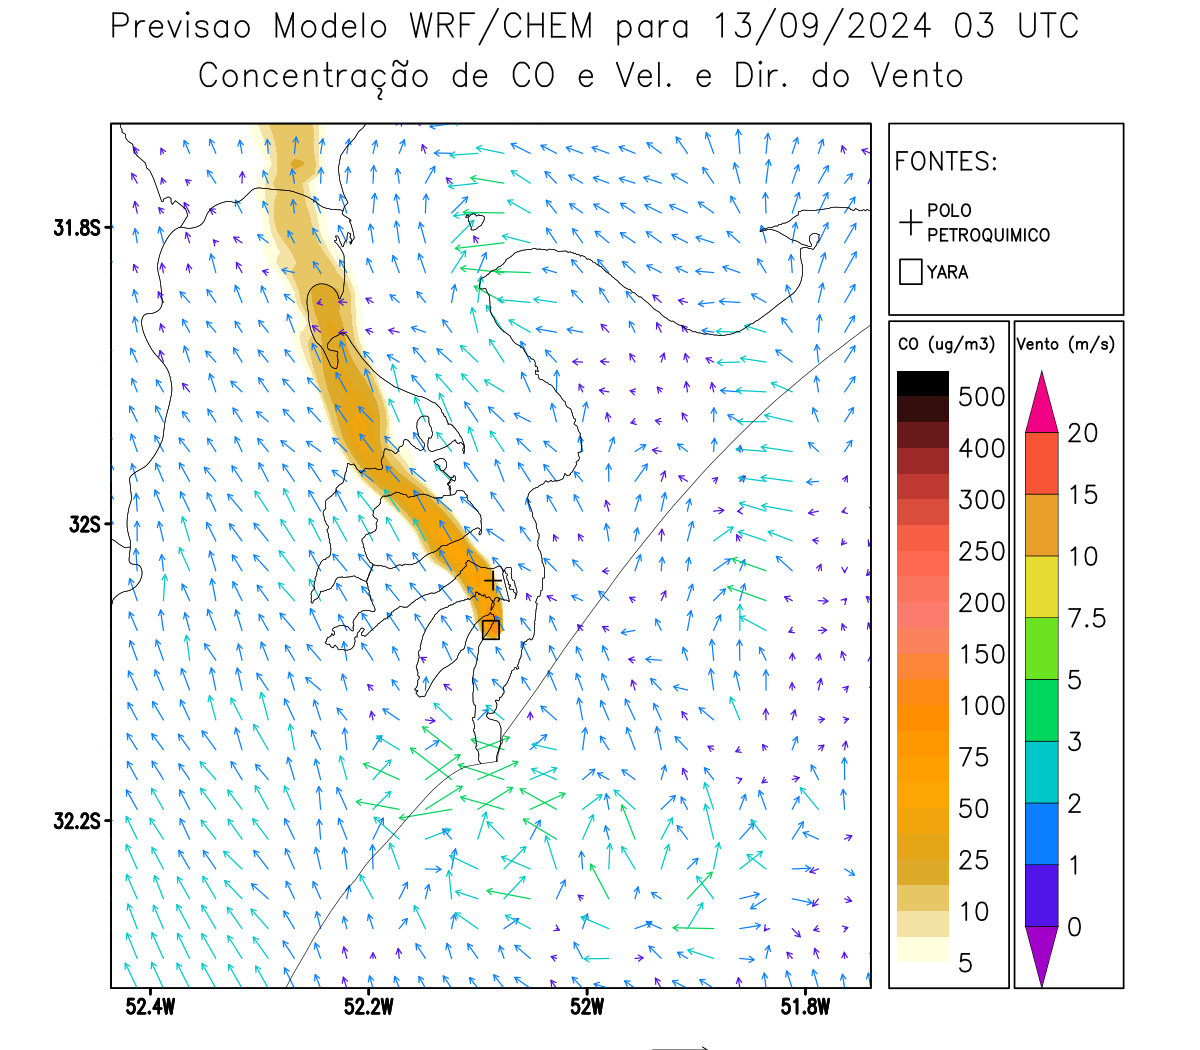 Previsao Modelo WRF/CHEM para 13/09/2024 03 UTC
Concentração de CO e Vel. e Dir. do Vento
FONTES:
POLO
PETROQUIMICO
YARA
CO (ug/m3)
500
400
300
250
200
150
100
75
50
25
10
5
Vento (m/s)
20
15
10
7.5
5
3
2
1
0
31.8S
32S
32.2S
52.4W
52.2W
52W
51.8W